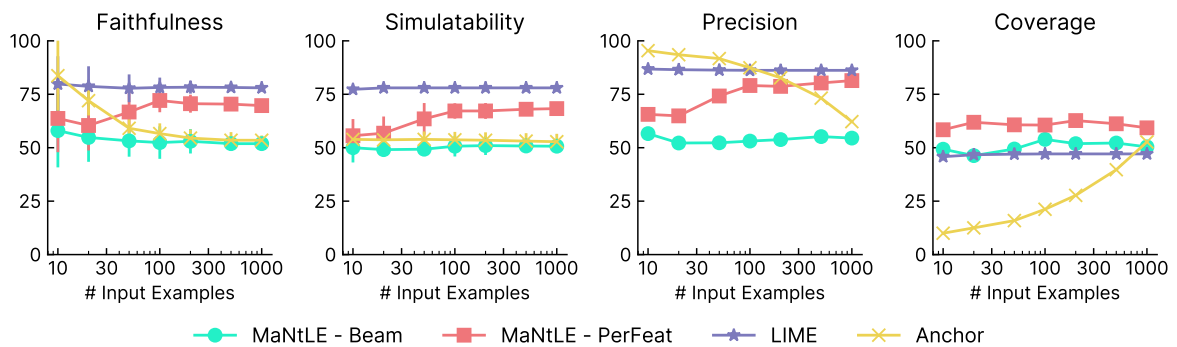 Faithfulness Simulatability Precision Coverage
100 100 100 100
75 75 75 75
50 50 50 50
25 25 25 25
0 0 0 0
10 30 100 300 1000 10 30 100 300 1000 10 30 100 300 1000 10 30 100 300 1000
# Input Examples # Input Examples # Input Examples # Input Examples
MaNtLE - Beam MaNtLE - PerFeat LIME Anchor